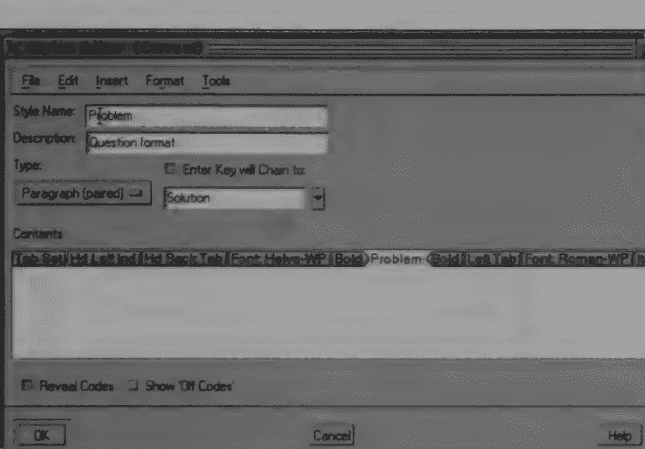 File Edit Insert Format Tools
Style Name: Problem
Description: Question format
Type: Enter Key will Chain to:
Paragraph (paired) Solution
Contents
Tab Set Hd Left Ind Hd Back Tab Font: Helve-WP Bold Problem: Bold Left Tab Font: Roman-WP
Reveal Codes Show 'Off Codes'
OK Cancel Help